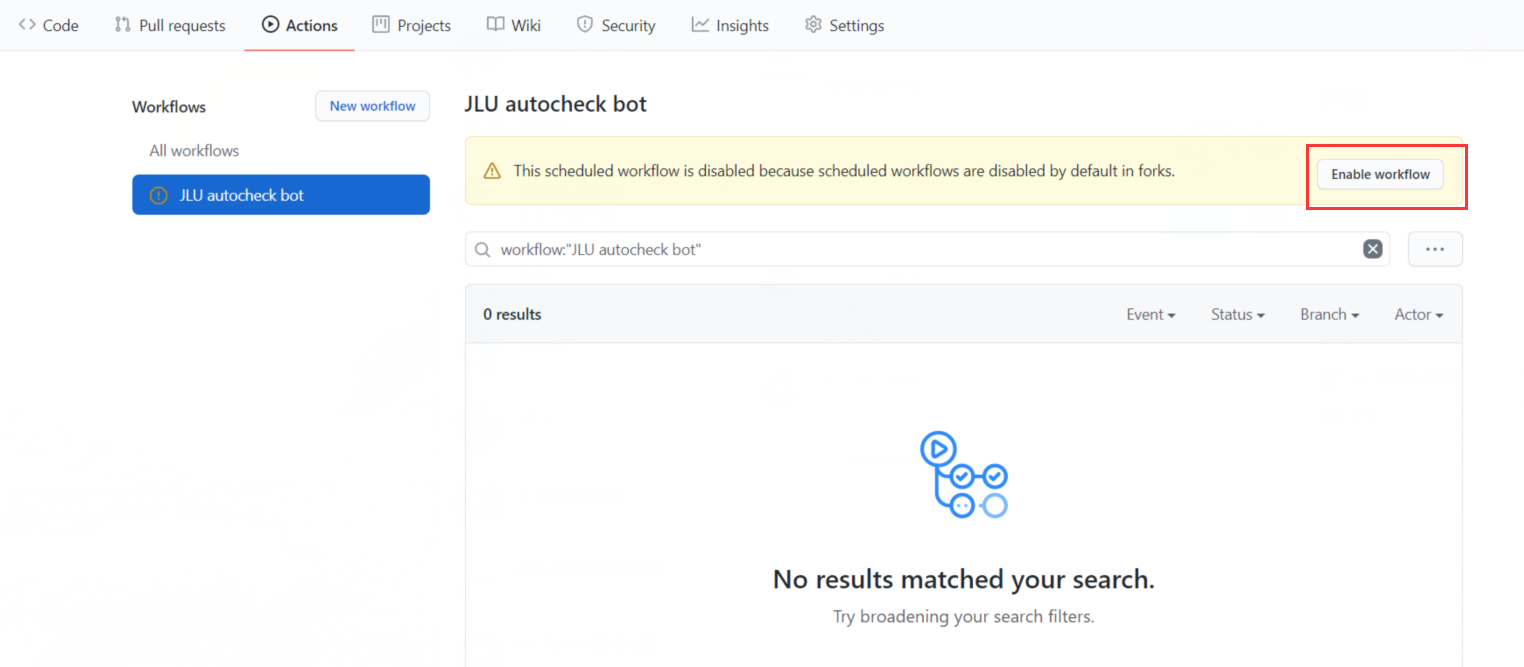 Code Pull requests Actions Projects Wiki Security Insights Settings
Workflows
New workflow
All workflows
JLU autocheck bot
JLU autocheck bot
This scheduled workflow is disabled because scheduled workflows are disabled by default in forks.
Enable workflow
workflow:"JLU autocheck bot"
0 results
Event Status Branch Actor
No results matched your search.
Try broadening your search filters.